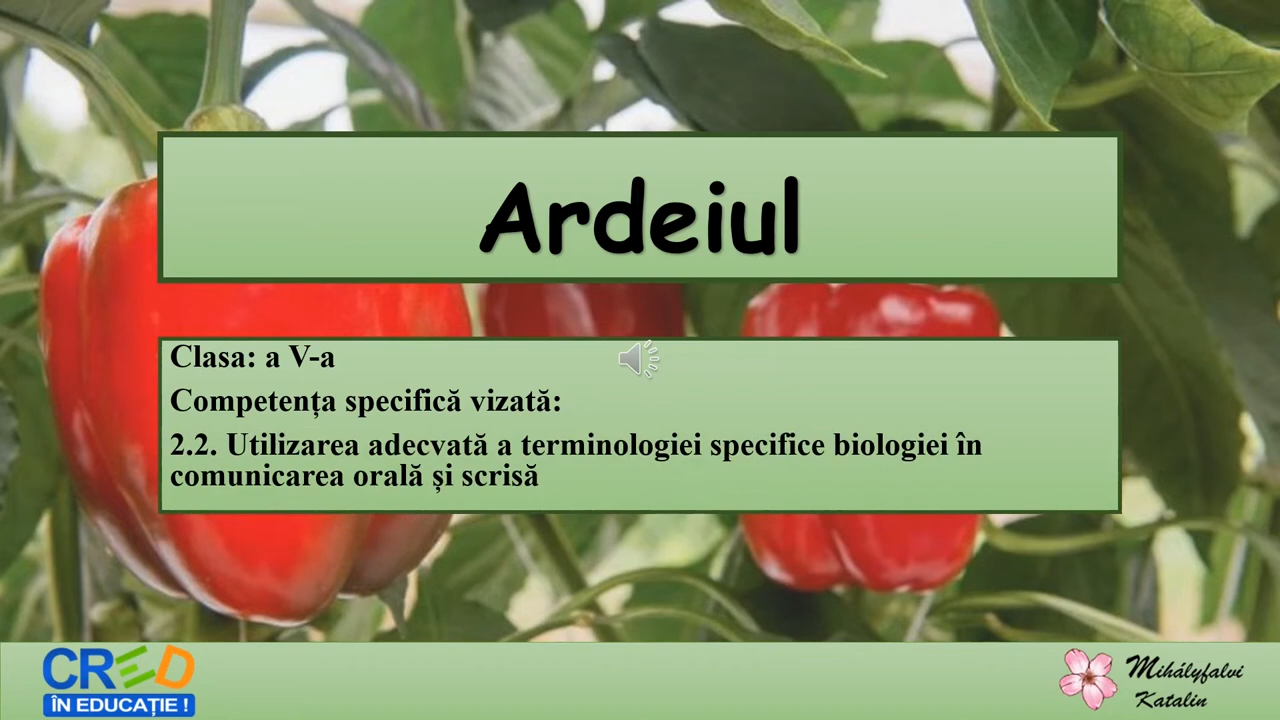 Ardeiul
Clasa: a V-a
Competența specifică vizată:
2.2. Utilizarea adecvată a terminologiei specifice biologiei în
comunicarea orală și scrisă
CRED
ÎN EDUCAȚIE !
Mihályfalvi
Katalin